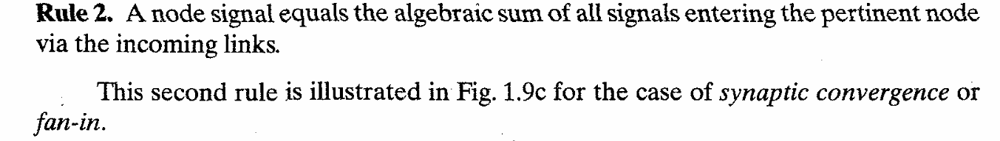 Rule 2. A node signal equals the algebraic sum of all signals entering the pertinent node
via the incoming links.
This second rule is illustrated in Fig. 1.9c for the case of synaptic convergence or
fan-in.